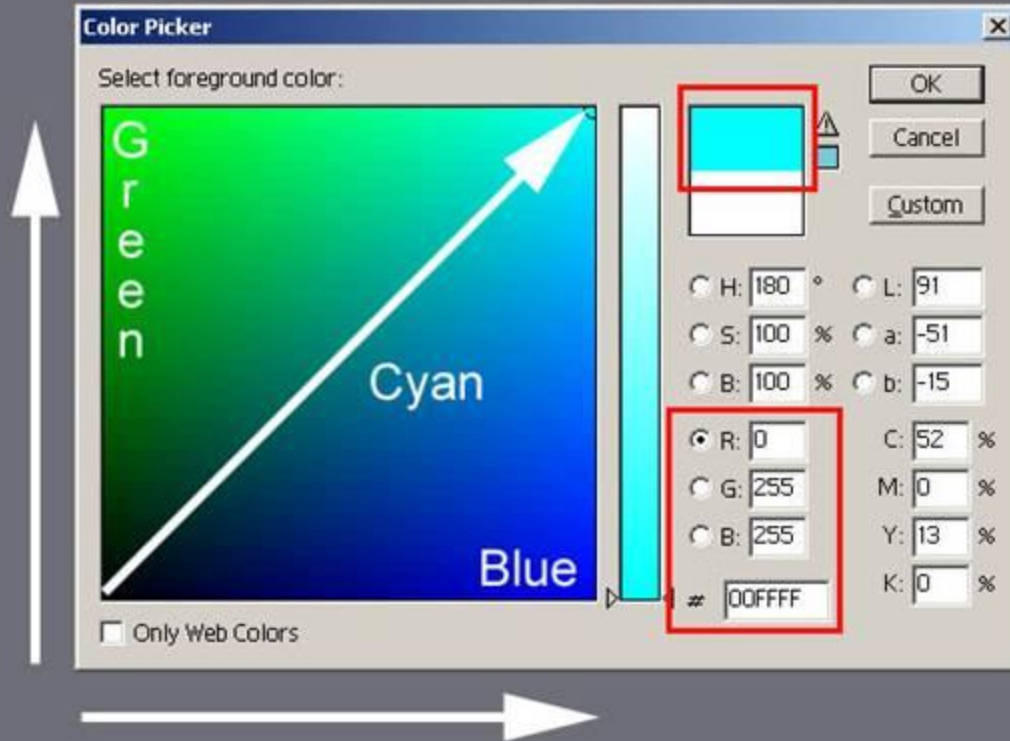 Color Picker
Select foreground color:
OK
Cancel
Custom
Green
Cyan
Blue
H: 180 °
S: 100 %
B: 100 %
L: 91
a: -51
b: -15
R: 0
G: 255
B: 255
# 00FFFF
C: 52 %
M: 0 %
Y: 13 %
K: 0 %
Only Web Colors